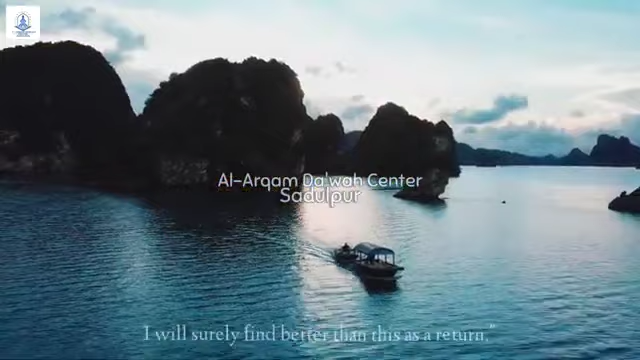 Al-Arqam Da'wah Center
Sadulpur
I will surely find better than this as a return."